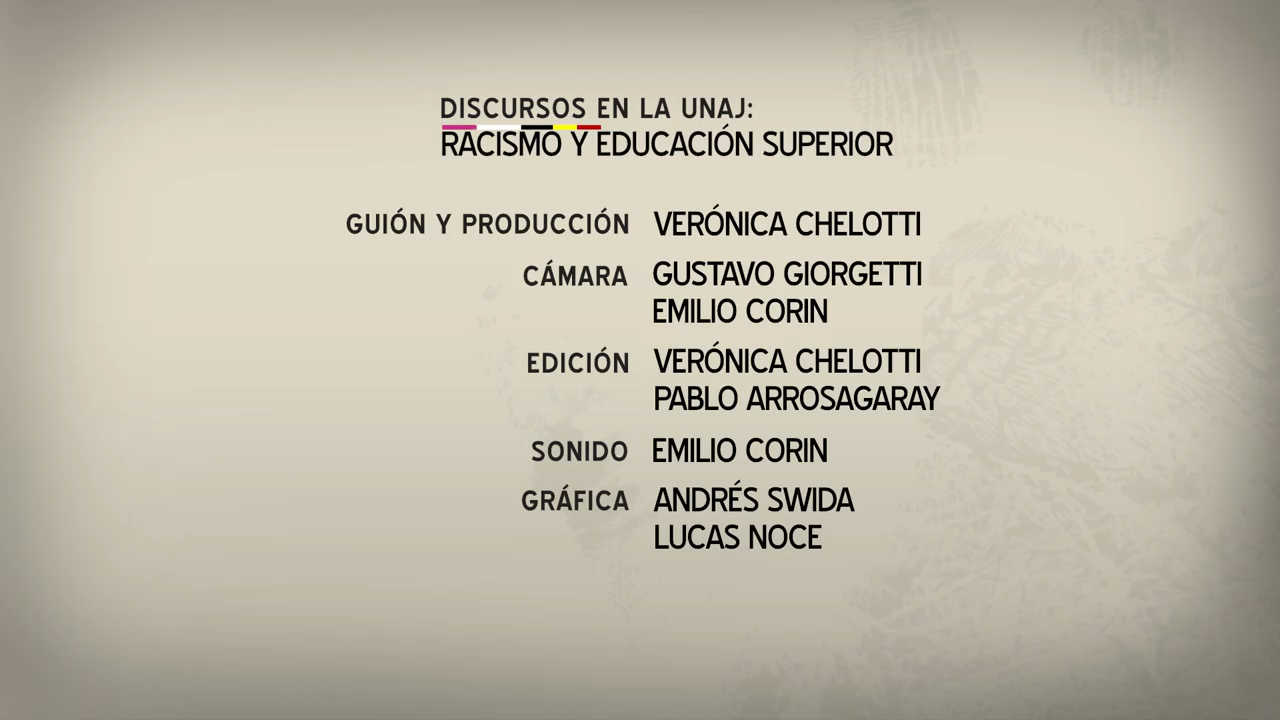 DISCURSOS EN LA UNAJ:
RACISMO Y EDUCACIÓN SUPERIOR
GUIÓN Y PRODUCCIÓN VERÓNICA CHELOTTI
CÁMARA GUSTAVO GIORGETTI
EMILIO CORIN
EDICIÓN VERÓNICA CHELOTTI
PABLO ARROSAGARAY
SONIDO EMILIO CORIN
GRÁFICA ANDRÉS SWIDA
LUCAS NOCE